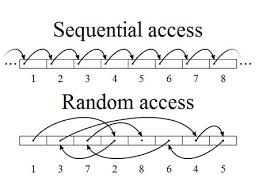 Sequential access
... ...
1 2 3 4 5 6 7 8
Random access
1 3 7 2 8 6 4 5